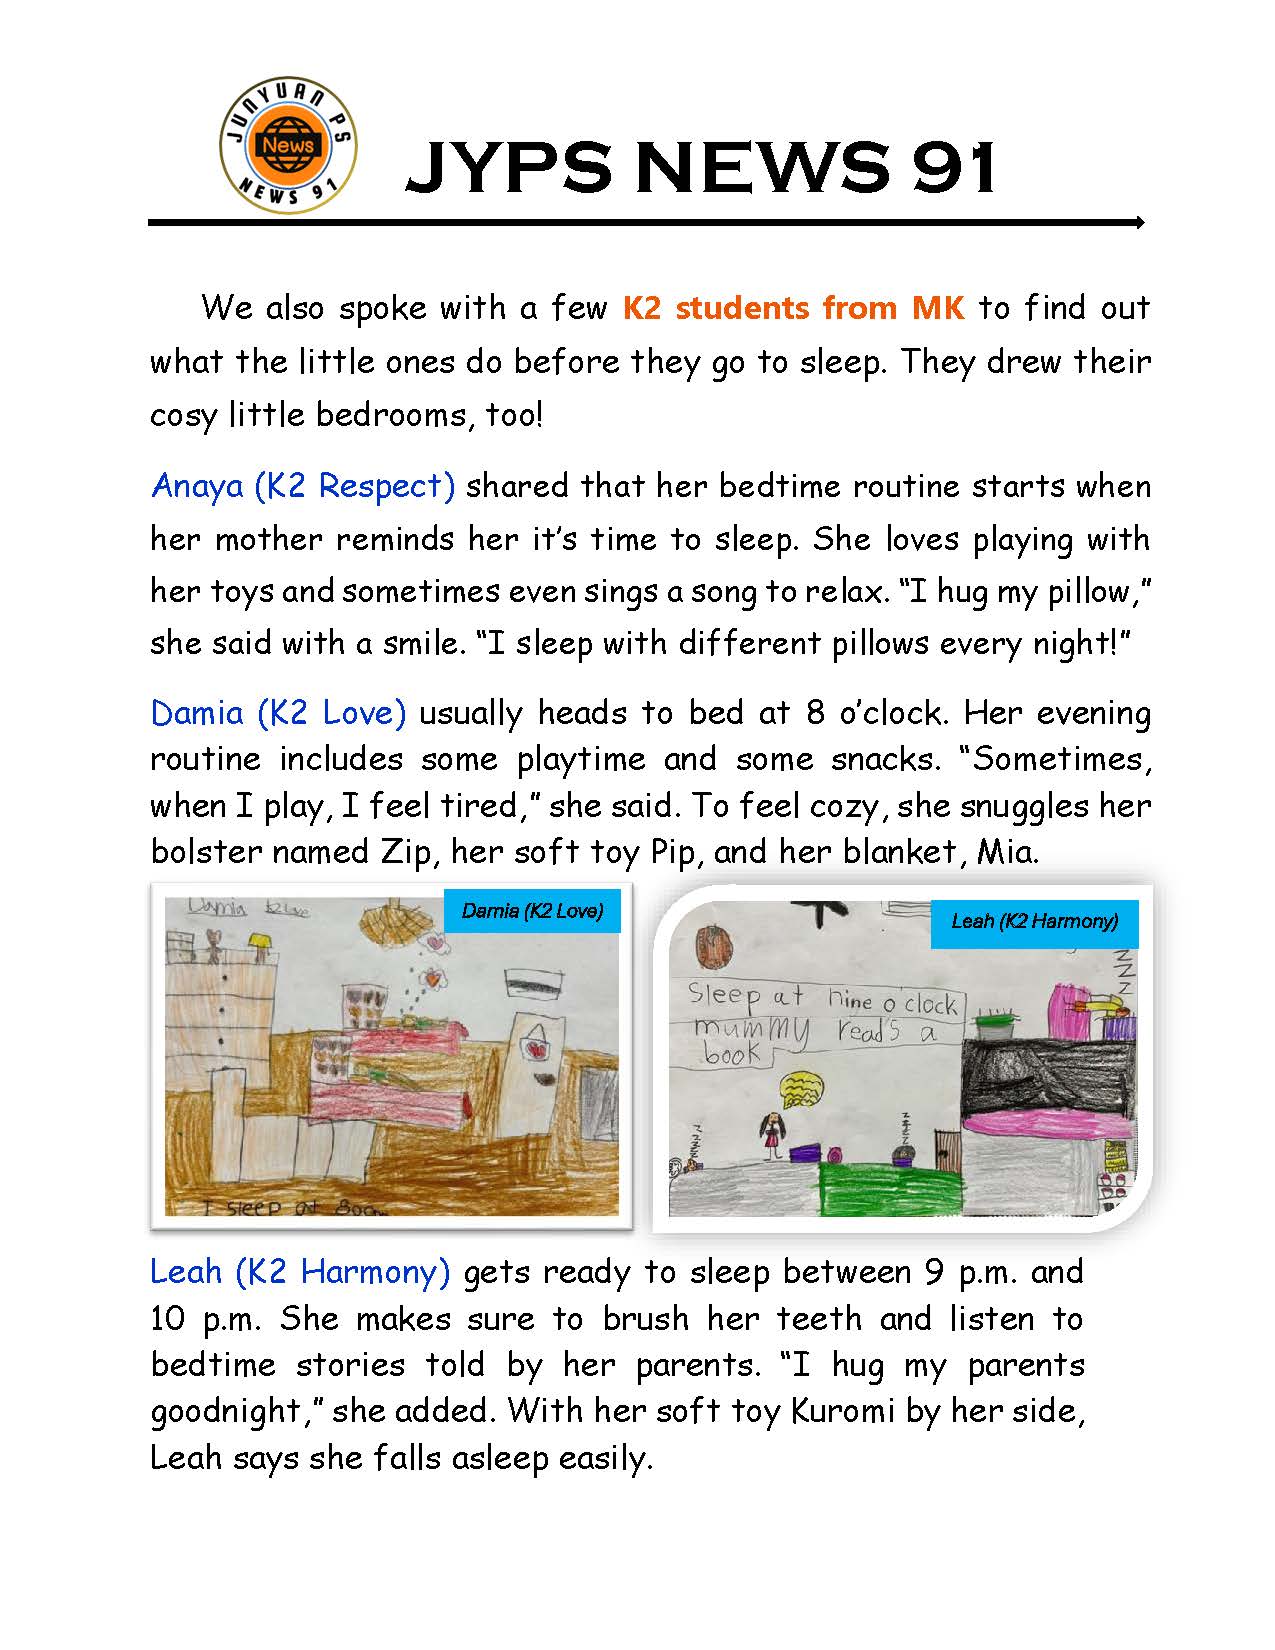 JUNYUAN PS
News
NEWS 91
JYPS NEWS 91
We also spoke with a few K2 students from MK to find out
what the little ones do before they go to sleep. They drew their
cosy little bedrooms, too!
Anaya (K2 Respect) shared that her bedtime routine starts when
her mother reminds her it’s time to sleep. She loves playing with
her toys and sometimes even sings a song to relax. “I hug my pillow,”
she said with a smile. “I sleep with different pillows every night!”
Damia (K2 Love) usually heads to bed at 8 o’clock. Her evening
routine includes some playtime and some snacks. “Sometimes,
when I play, I feel tired,” she said. To feel cozy, she snuggles her
bolster named Zip, her soft toy Pip, and her blanket, Mia.
Damia K2 Love
Damia (K2 Love)
I sleep at
Leah (K2 Harmony)
Sleep at nine o'clock
mummy read's a
book
Leah (K2 Harmony) gets ready to sleep between 9 p.m. and
10 p.m. She makes sure to brush her teeth and listen to
bedtime stories told by her parents. “I hug my parents
goodnight,” she added. With her soft toy Kuromi by her side,
Leah says she falls asleep easily.